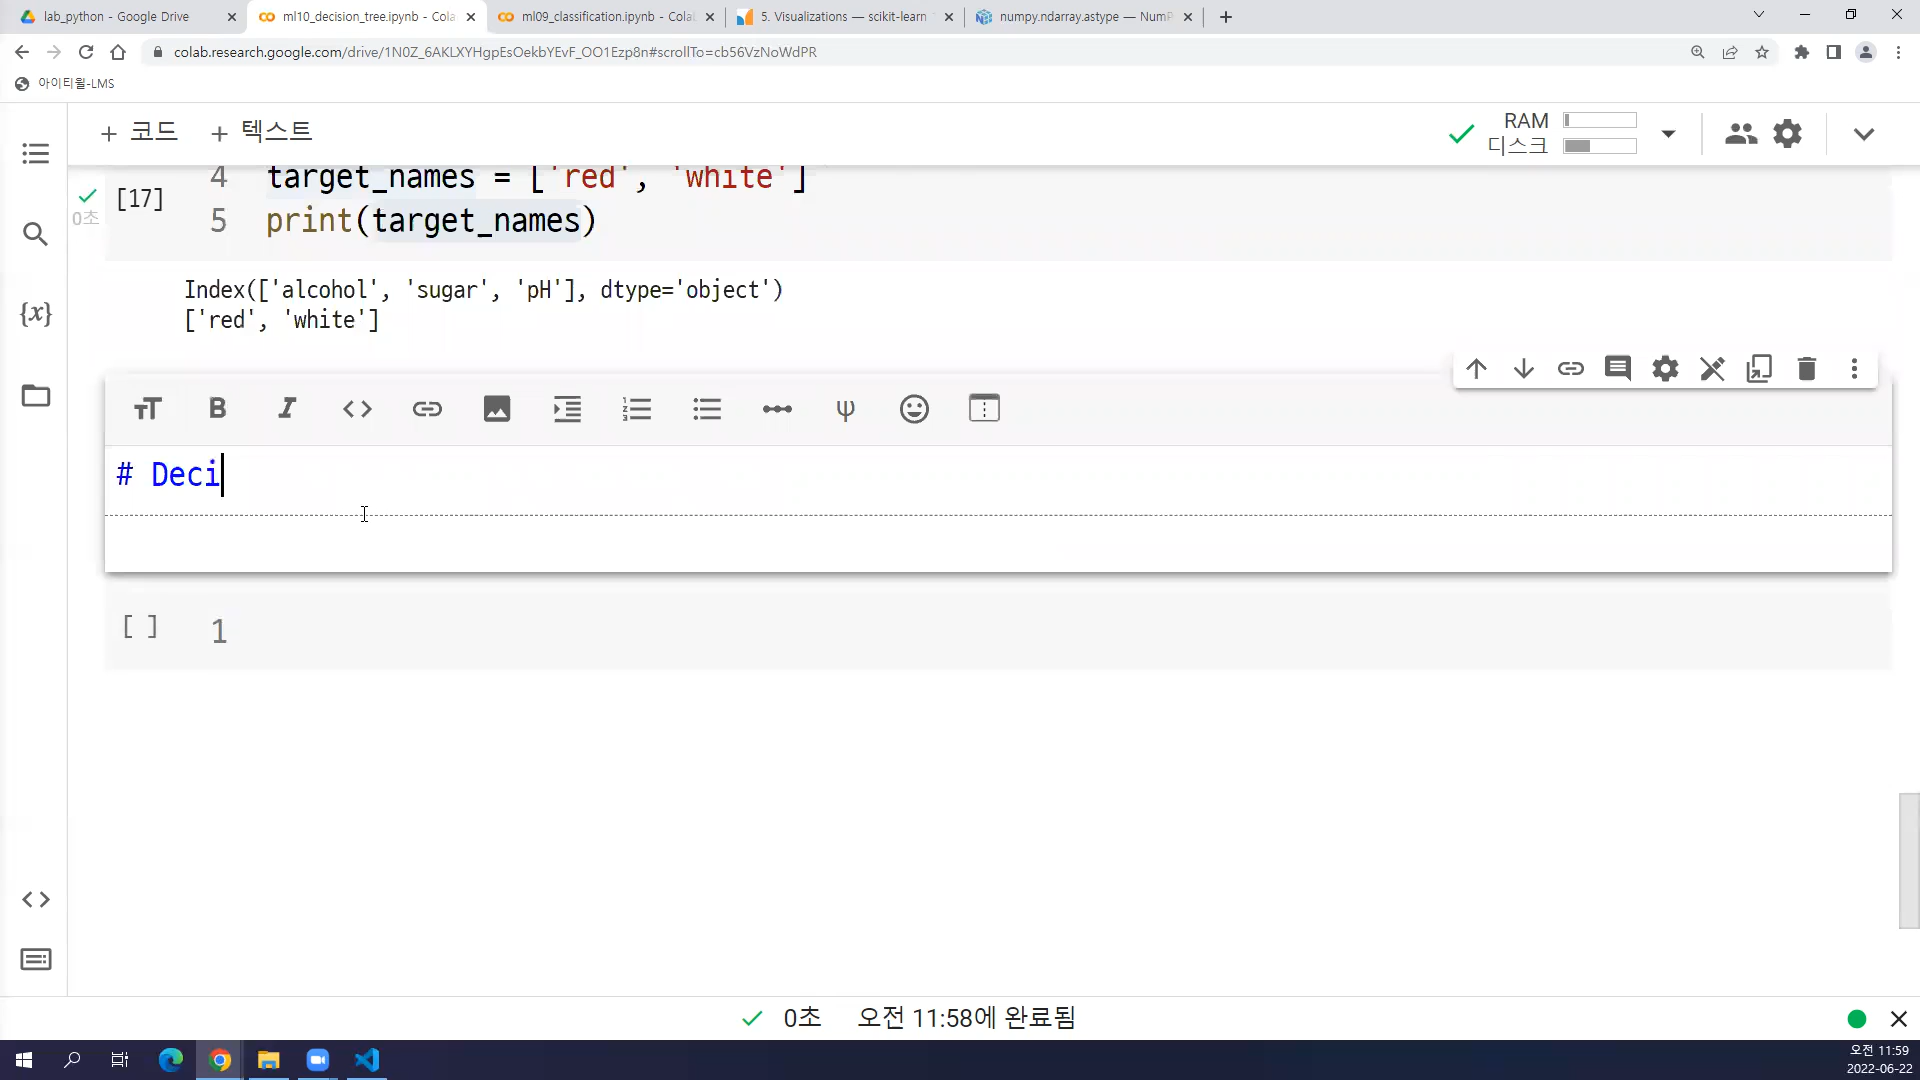 lab_python - Google Drive
ml10_decision_tree.ipynb - Cola
ml09_classification.ipynb - Colab
5. Visualizations — scikit-learn
numpy.ndarray.astype — NumP
colab.research.google.com/drive/1N0Z_6AKLXYHgpEsOekbYEvF_OO1Ezp8n#scrollTo=cb56VzNoWdPR
아이티윌-LMS
+ 코드 + 텍스트
RAM
디스크
4 target_names = ['red', 'white']
[17]
0초
5 print(target_names)
Index(['alcohol', 'sugar', 'pH'], dtype='object')
['red', 'white']
# Deci
[ ] 1
0초 오전 11:58에 완료됨
오전 11:59
2022-06-22